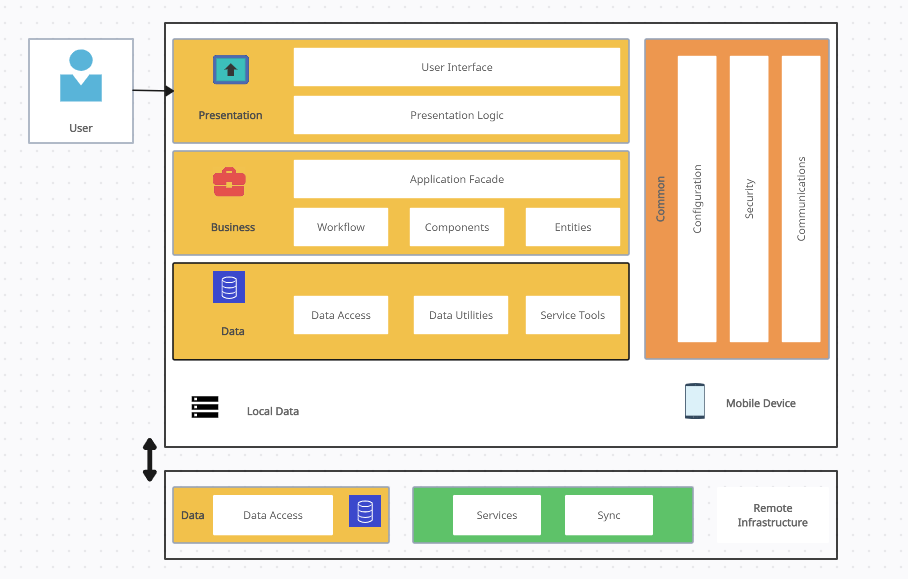 User
Presentation
User Interface
Presentation Logic
Business
Application Facade
Workflow
Components
Entities
Data
Data Access
Data Utilities
Service Tools
Common
Configuration
Security
Communications
Local Data
Mobile Device
Data
Data Access
Services
Sync
Remote
Infrastructure